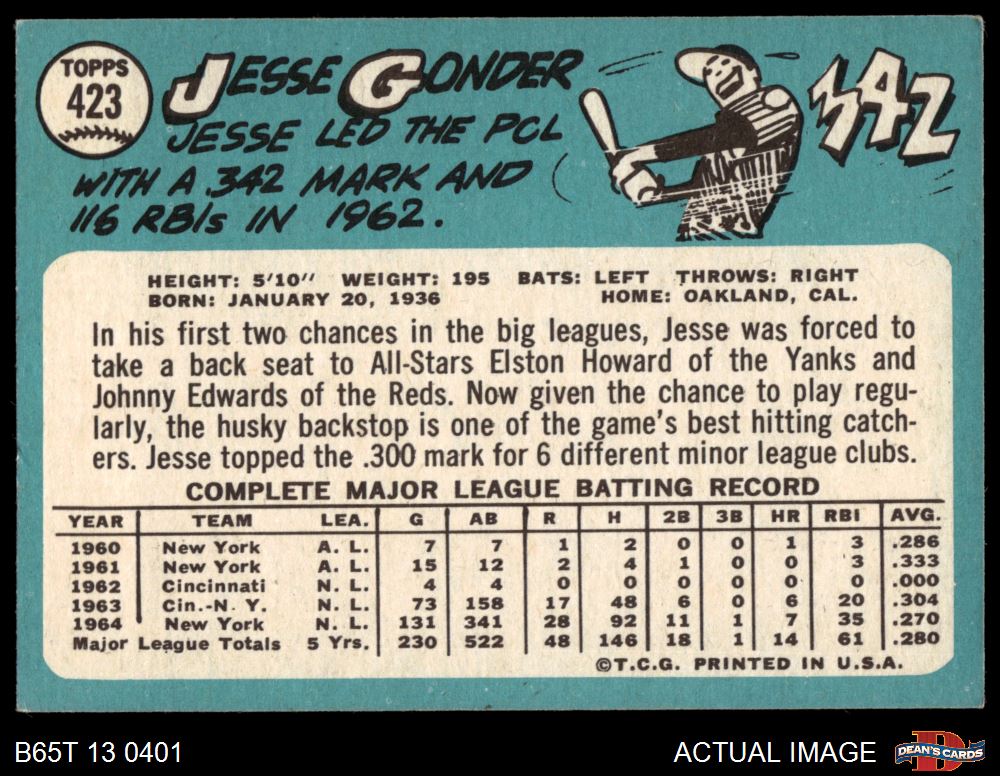 TOPPS
423
JESSE GONDER
JESSE LED THE PCL
WITH A .342 MARK AND
116 RBIs IN 1962.
342
HEIGHT: 5'10" WEIGHT: 195 BATS: LEFT THROWS: RIGHT
BORN: JANUARY 20, 1936 HOME: OAKLAND, CAL.
In his first two chances in the big leagues, Jesse was forced to
take a back seat to All-Stars Elston Howard of the Yanks and
Johnny Edwards of the Reds. Now given the chance to play regu-
larly, the husky backstop is one of the game's best hitting catch-
ers. Jesse topped the .300 mark for 6 different minor league clubs.
COMPLETE MAJOR LEAGUE BATTING RECORD
YEAR TEAM LEA. G AB R H 2B 3B HR RBI AVG.
1960 New York A. L. 7 7 1 2 0 0 1 3 .286
1961 New York A. L. 15 12 2 4 1 0 0 3 .333
1962 Cincinnati N. L. 4 4 0 0 0 0 0 0 .000
1963 Cin.-N. Y. N. L. 73 158 17 48 6 0 6 20 .304
1964 New York N. L. 131 341 28 92 11 1 7 35 .270
Major League Totals 5 Yrs. 230 522 48 146 18 1 14 61 .280
©T.C.G. PRINTED IN U.S.A.
B65T 13 0401 ACTUAL IMAGE DEAN'S CARDS